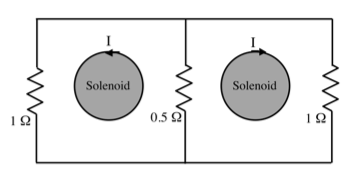 I
I
Solenoid
Solenoid
1 Ω
0.5 Ω
1 Ω